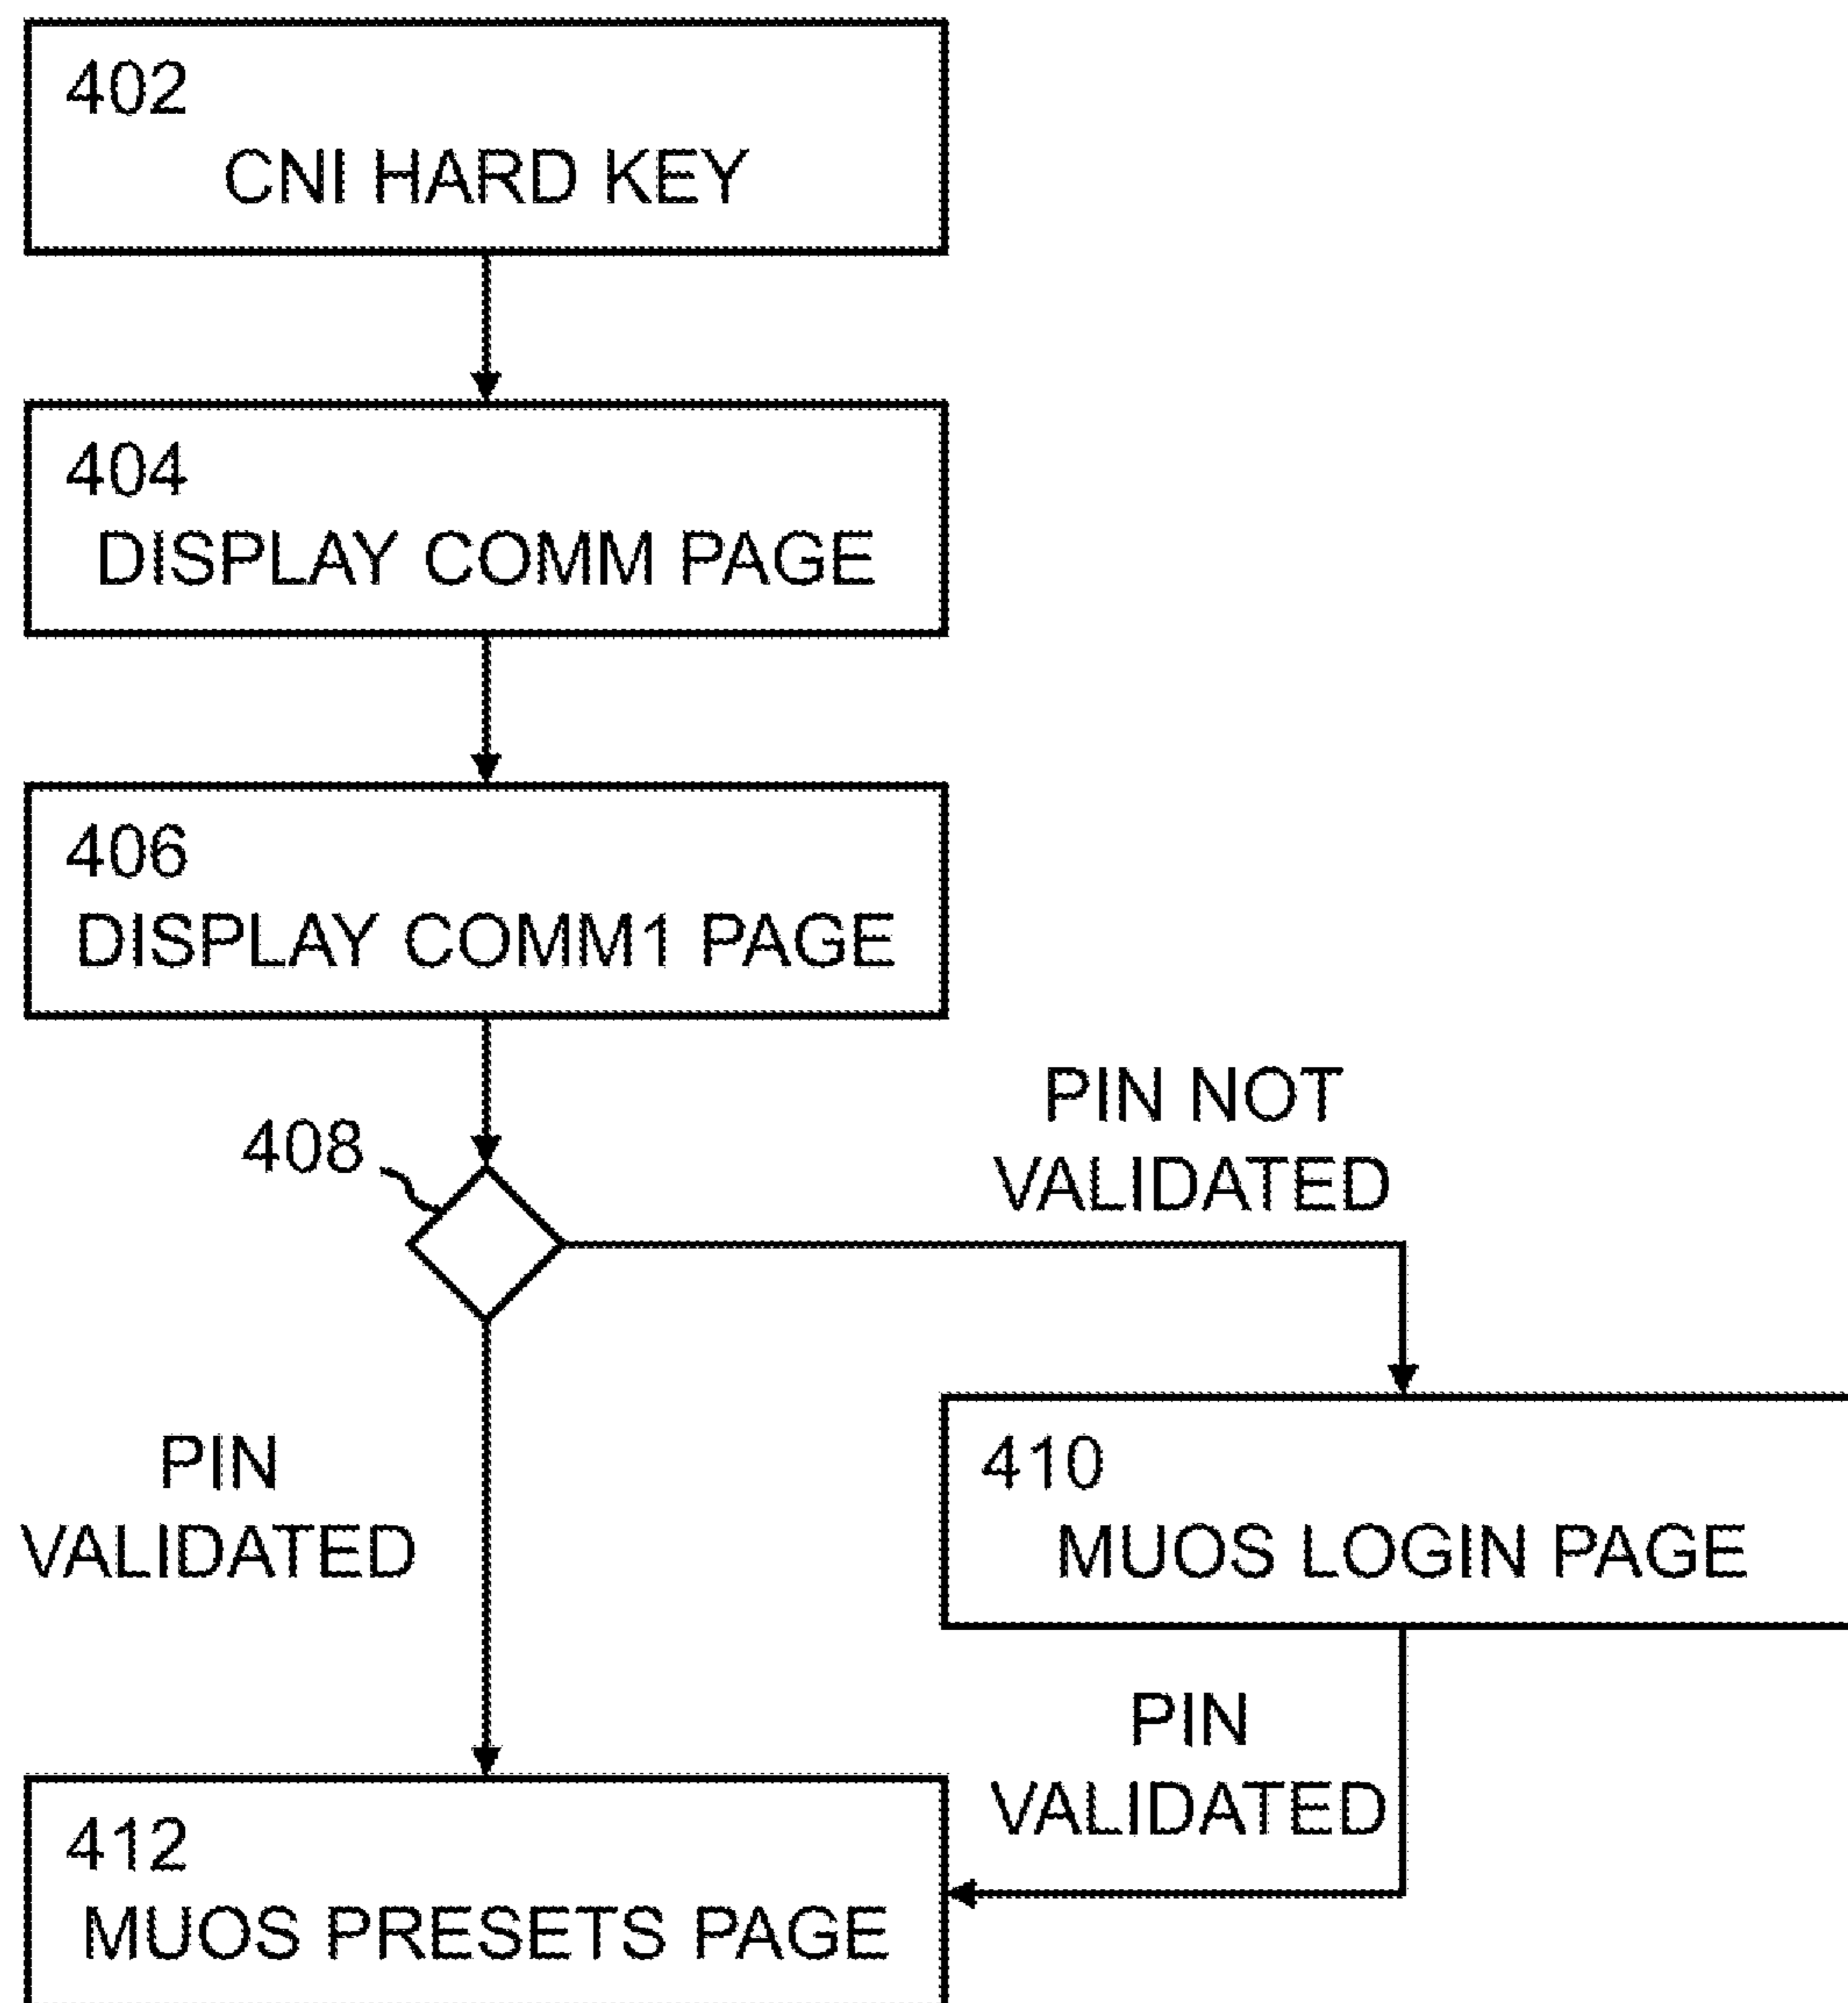 402
CNI HARD KEY
404
DISPLAY COMM PAGE
406
DISPLAY COMM1 PAGE
408
PIN NOT
VALIDATED
PIN
VALIDATED
410
MUOS LOGIN PAGE
PIN
VALIDATED
412
MUOS PRESETS PAGE